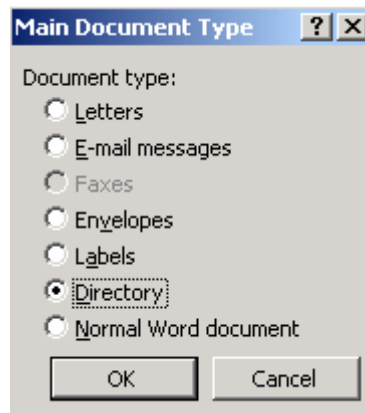 Main Document Type ? X
Document type:
Letters
E-mail messages
Faxes
Envelopes
Labels
Directory
Normal Word document
OK Cancel